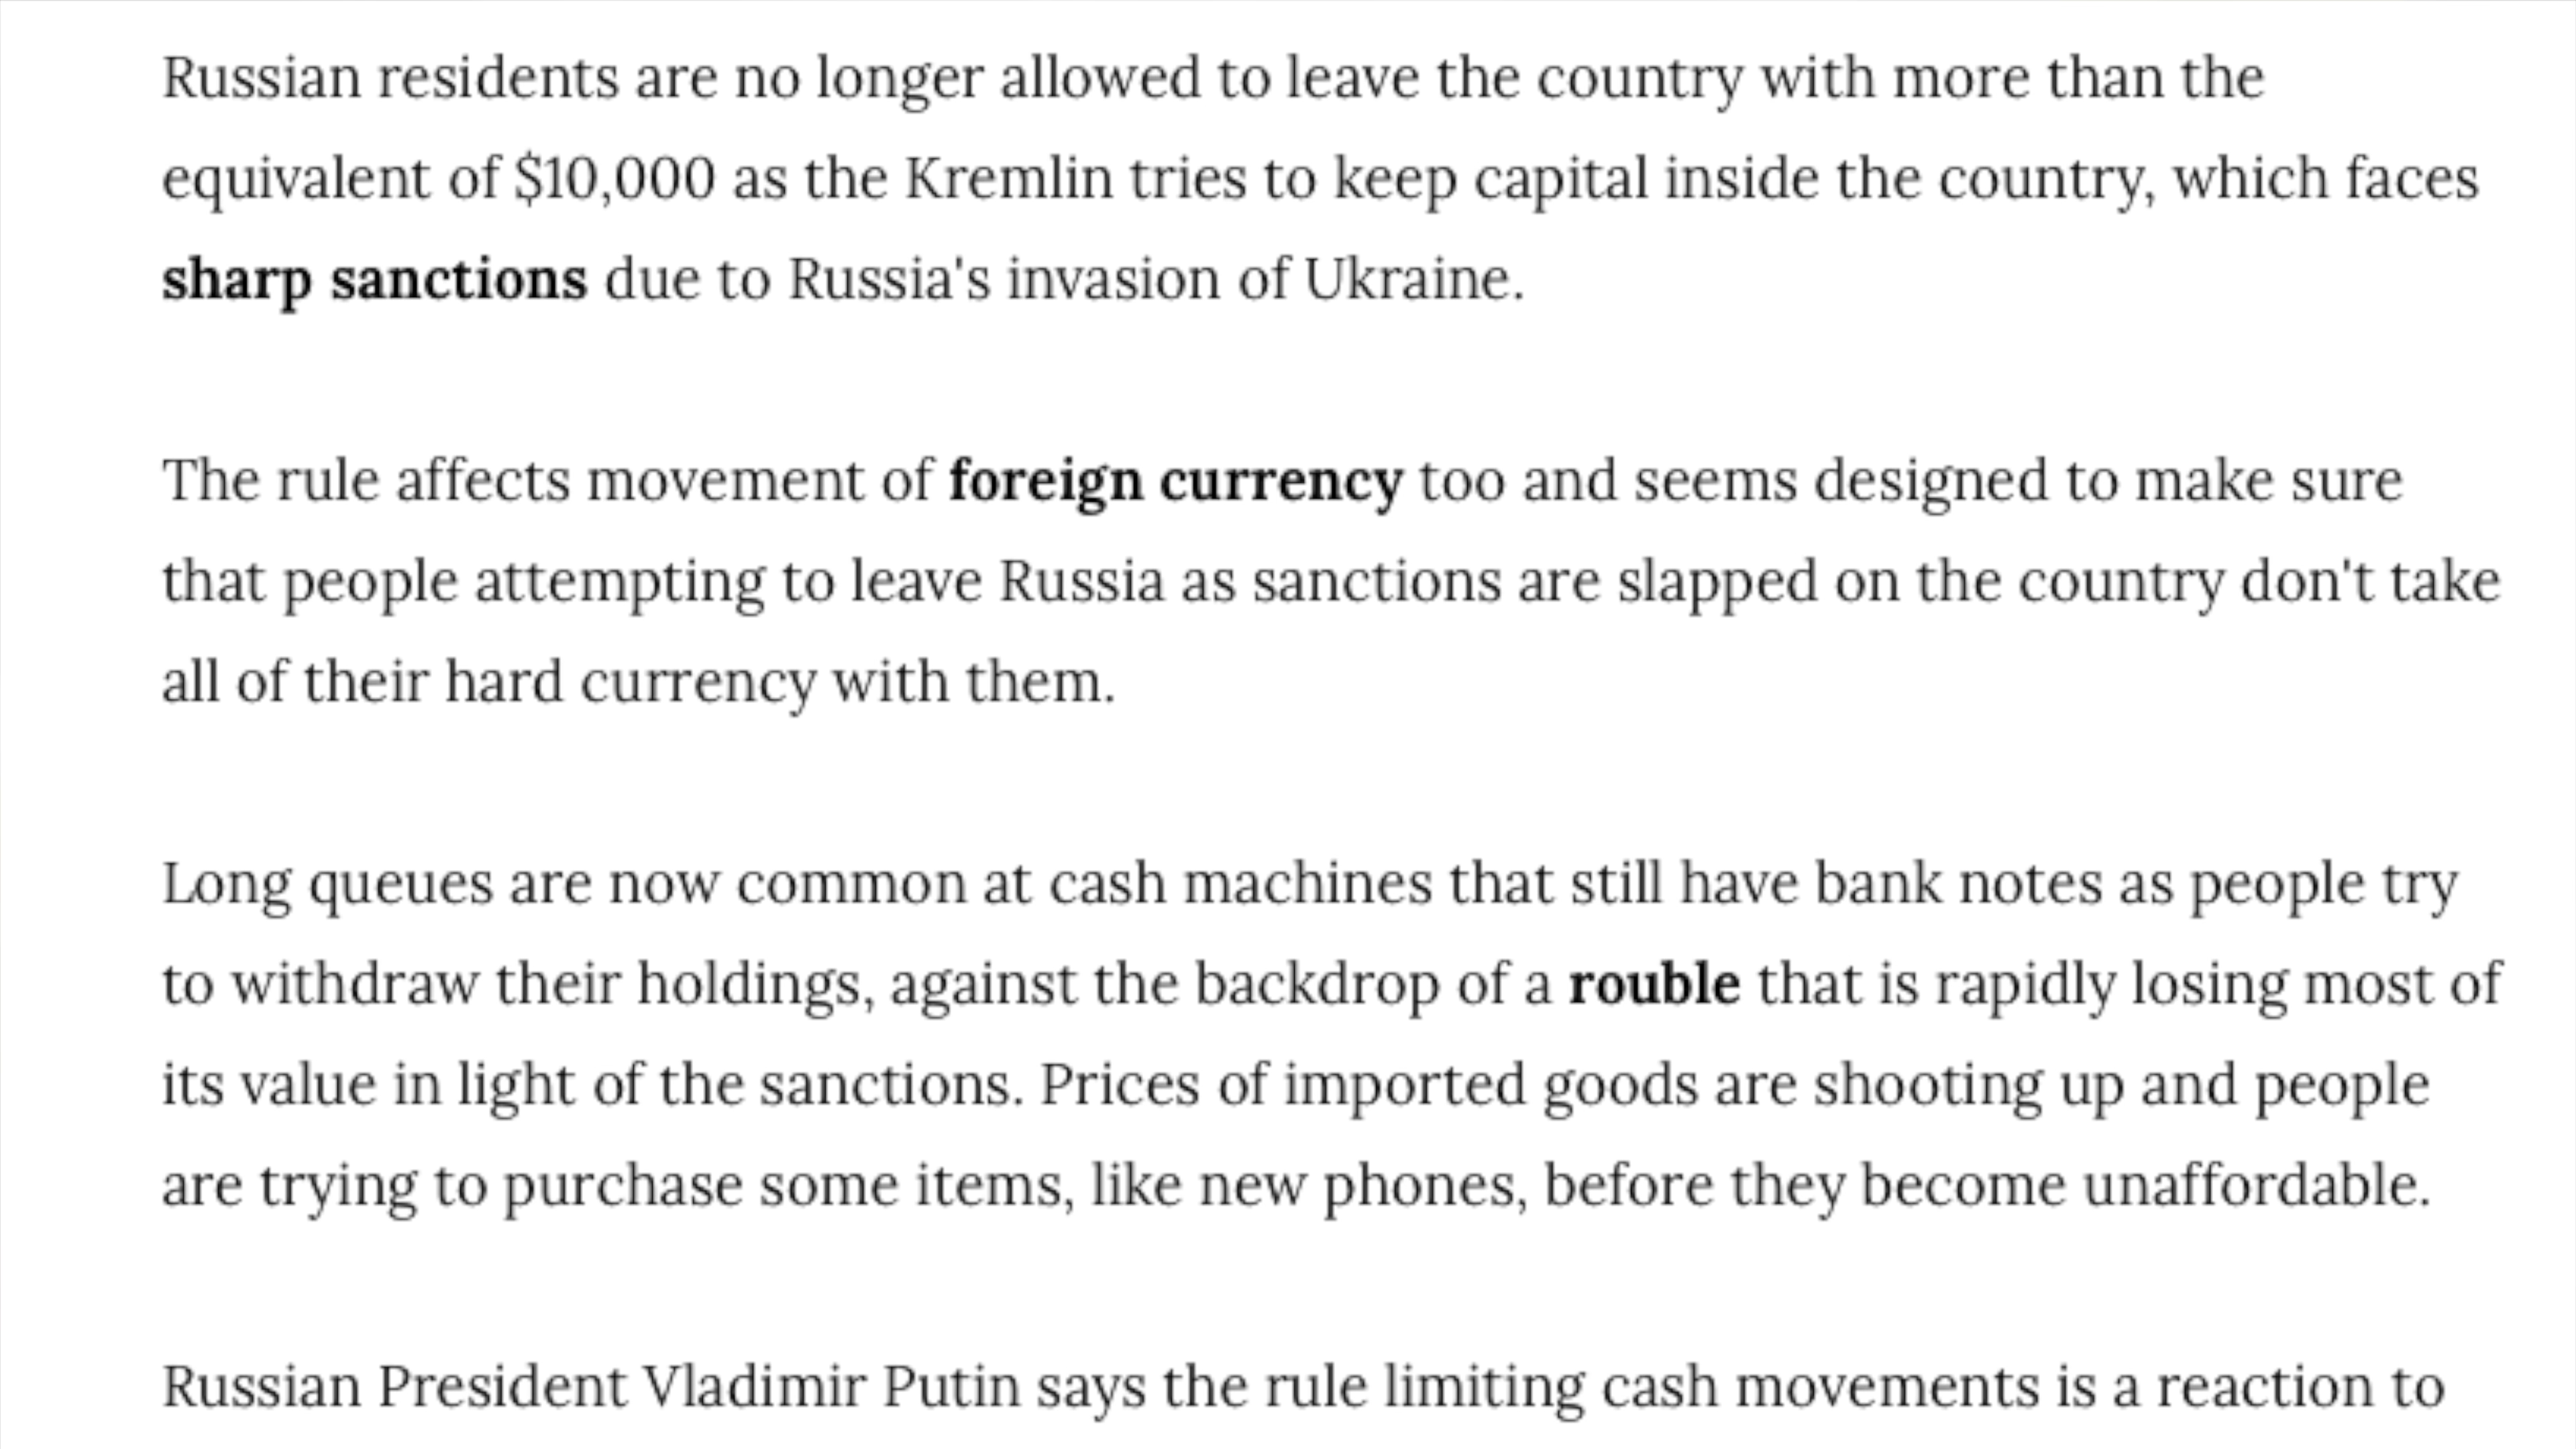 Russian residents are no longer allowed to leave the country with more than the
equivalent of $10,000 as the Kremlin tries to keep capital inside the country, which faces
sharp sanctions due to Russia's invasion of Ukraine.
The rule affects movement of foreign currency too and seems designed to make sure
that people attempting to leave Russia as sanctions are slapped on the country don't take
all of their hard currency with them.
Long queues are now common at cash machines that still have bank notes as people try
to withdraw their holdings, against the backdrop of a rouble that is rapidly losing most of
its value in light of the sanctions. Prices of imported goods are shooting up and people
are trying to purchase some items, like new phones, before they become unaffordable.
Russian President Vladimir Putin says the rule limiting cash movements is a reaction to